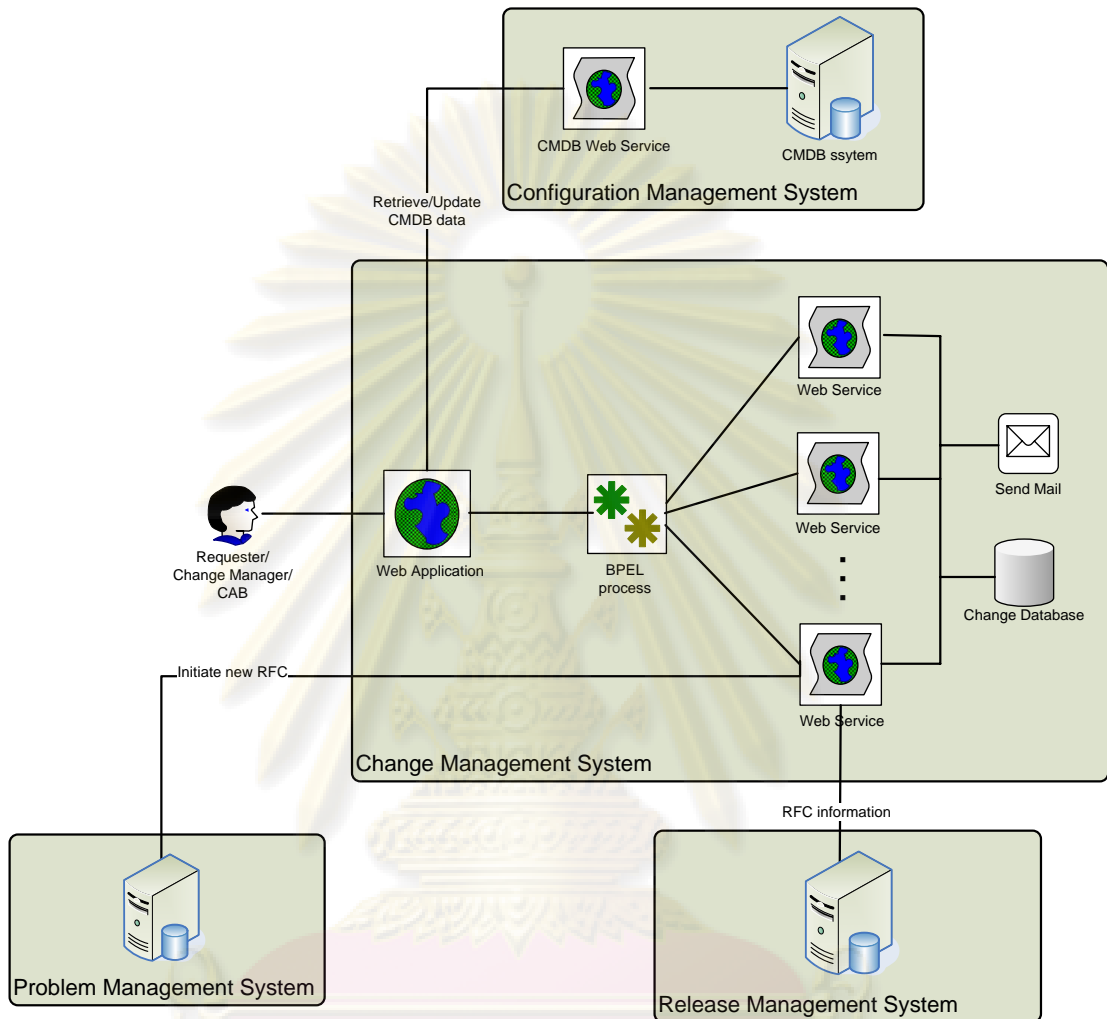 CMDB Web Service
CMDB ssytem
Configuration Management System
Retrieve/Update
CMDB data
Web Service
Web Service
Send Mail
Requester/
Change Manager/
CAB
Web Application
BPEL
process
Change Database
Initiate new RFC
Web Service
Change Management System
RFC information
Problem Management System
Release Management System